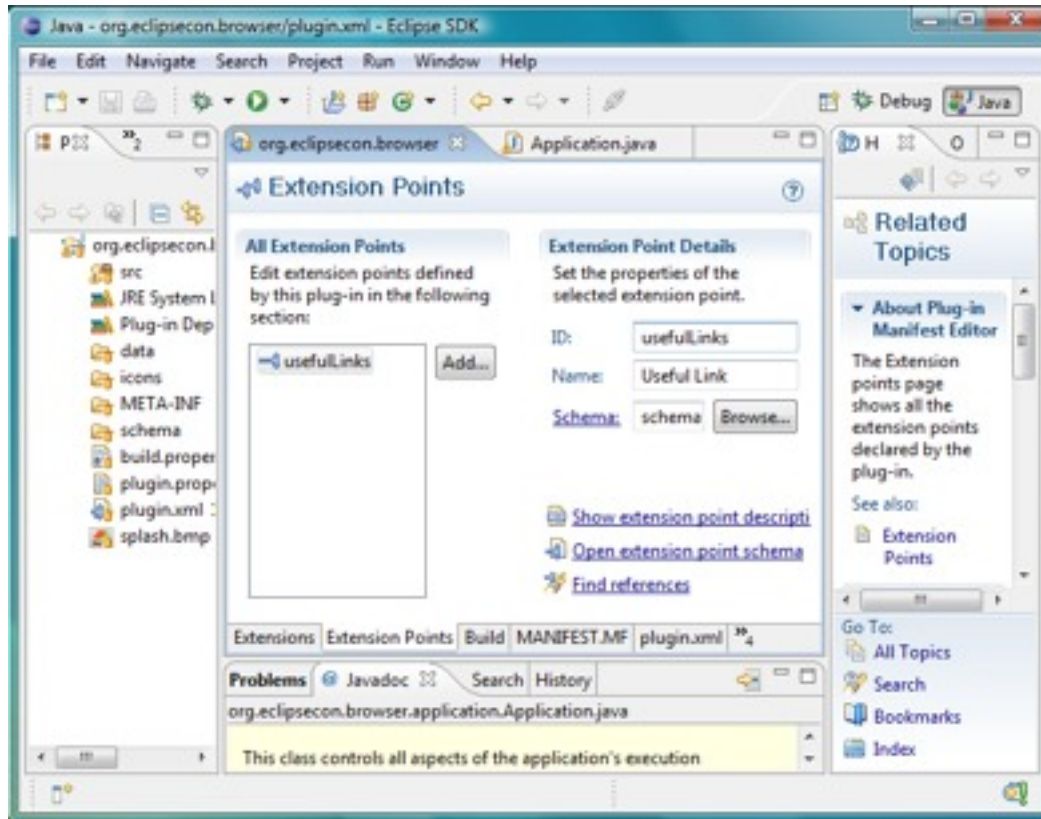 Java - org.eclipsecon.browser/plugin.xml - Eclipse SDK
File Edit Navigate Search Project Run Window Help
Debug Java
P 2
org.eclipsecon.browser
Application.java
H O
Extension Points
org.eclipsecon.l
src
JRE System L
Plug-in Dep
data
icons
META-INF
schema
build.proper
plugin.prop
plugin.xml
splash.bmp
All Extension Points
Edit extension points defined
by this plug-in in the following
section:
usefulLinks
Add...
Extension Point Details
Set the properties of the
selected extension point.
ID: usefulLinks
Name: Useful Link
Schema: schema Browse...
Show extension point descripti
Open extension point schema
Find references
Extensions Extension Points Build MANIFEST.MF plugin.xml 4
Related
Topics
About Plug-in
Manifest Editor
The Extension
points page
shows all the
extension points
declared by the
plug-in.
See also:
Extension
Points
Go To:
All Topics
Search
Bookmarks
Index
Problems Javadoc Search History
org.eclipsecon.browser.application.Application.java
This class controls all aspects of the application's execution